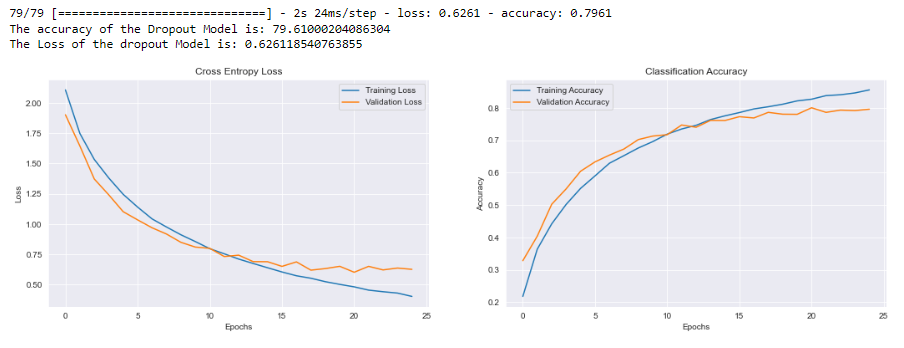 79/79 [==============================] - 2s 24ms/step - loss: 0.6261 - accuracy: 0.7961
The accuracy of the Dropout Model is: 79.61000204086304
The Loss of the dropout Model is: 0.626118540763855
Cross Entropy Loss
Training Loss
Validation Loss
2.00
1.75
1.50
1.25
1.00
0.75
0.50
Loss
0 5 10 15 20 25
Epochs
Classification Accuracy
Training Accuracy
Validation Accuracy
0.8
0.7
0.6
0.5
0.4
0.3
0.2
Accuracy
0 5 10 15 20 25
Epochs